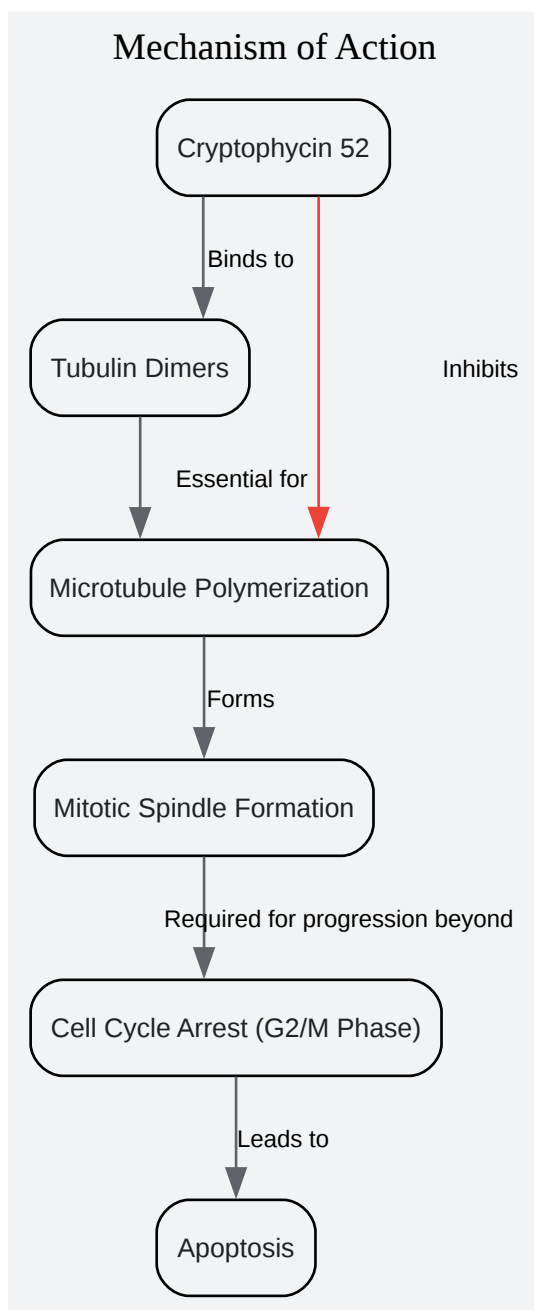 Mechanism of Action
Cryptophycin 52
Binds to
Tubulin Dimers
Inhibits
Essential for
Microtubule Polymerization
Forms
Mitotic Spindle Formation
Required for progression beyond
Cell Cycle Arrest (G2/M Phase)
Leads to
Apoptosis